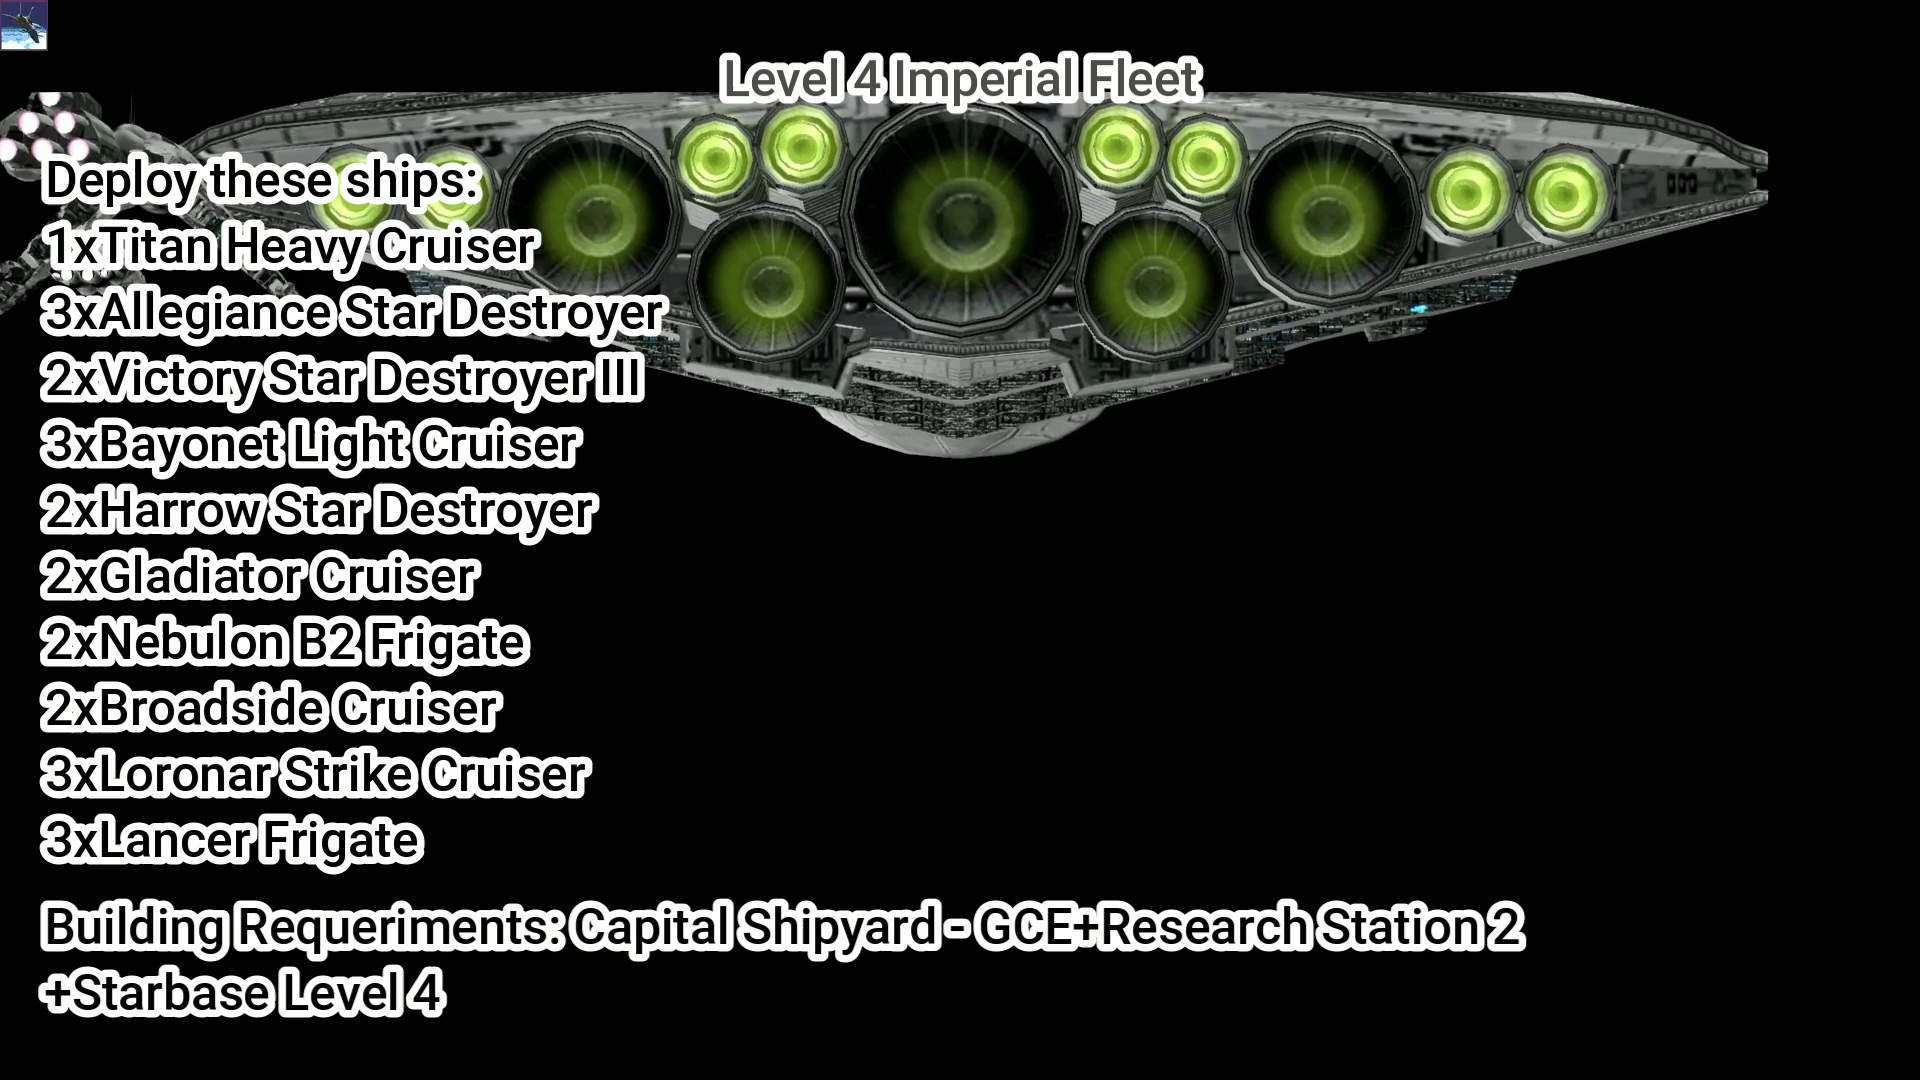 Level 4 Imperial Fleet
Deploy these ships:
1xTitan Heavy Cruiser
3xAllegiance Star Destroyer
2xVictory Star Destroyer III
3xBayonet Light Cruiser
2xHarrow Star Destroyer
2xGladiator Cruiser
2xNebulon B2 Frigate
2xBroadside Cruiser
3xLoronar Strike Cruiser
3xLancer Frigate
Building Requeriments: Capital Shipyard - GCE+Research Station 2
+Starbase Level 4